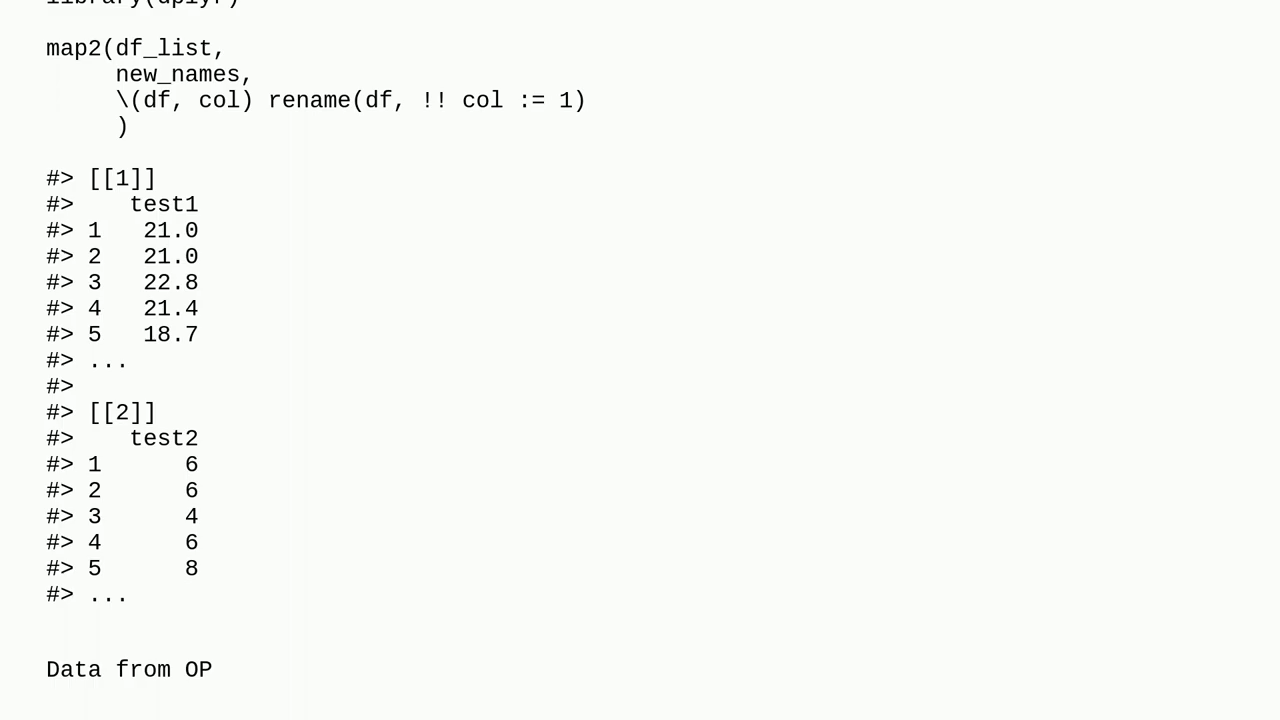 library(dplyr)
map2(df_list,
     new_names,
     \(df, col) rename(df, !! col := 1)
     )
#> [[1]]
#>    test1
#> 1   21.0
#> 2   21.0
#> 3   22.8
#> 4   21.4
#> 5   18.7
#> ...
#>
#> [[2]]
#>    test2
#> 1      6
#> 2      6
#> 3      4
#> 4      6
#> 5      8
#> ...
Data from OP